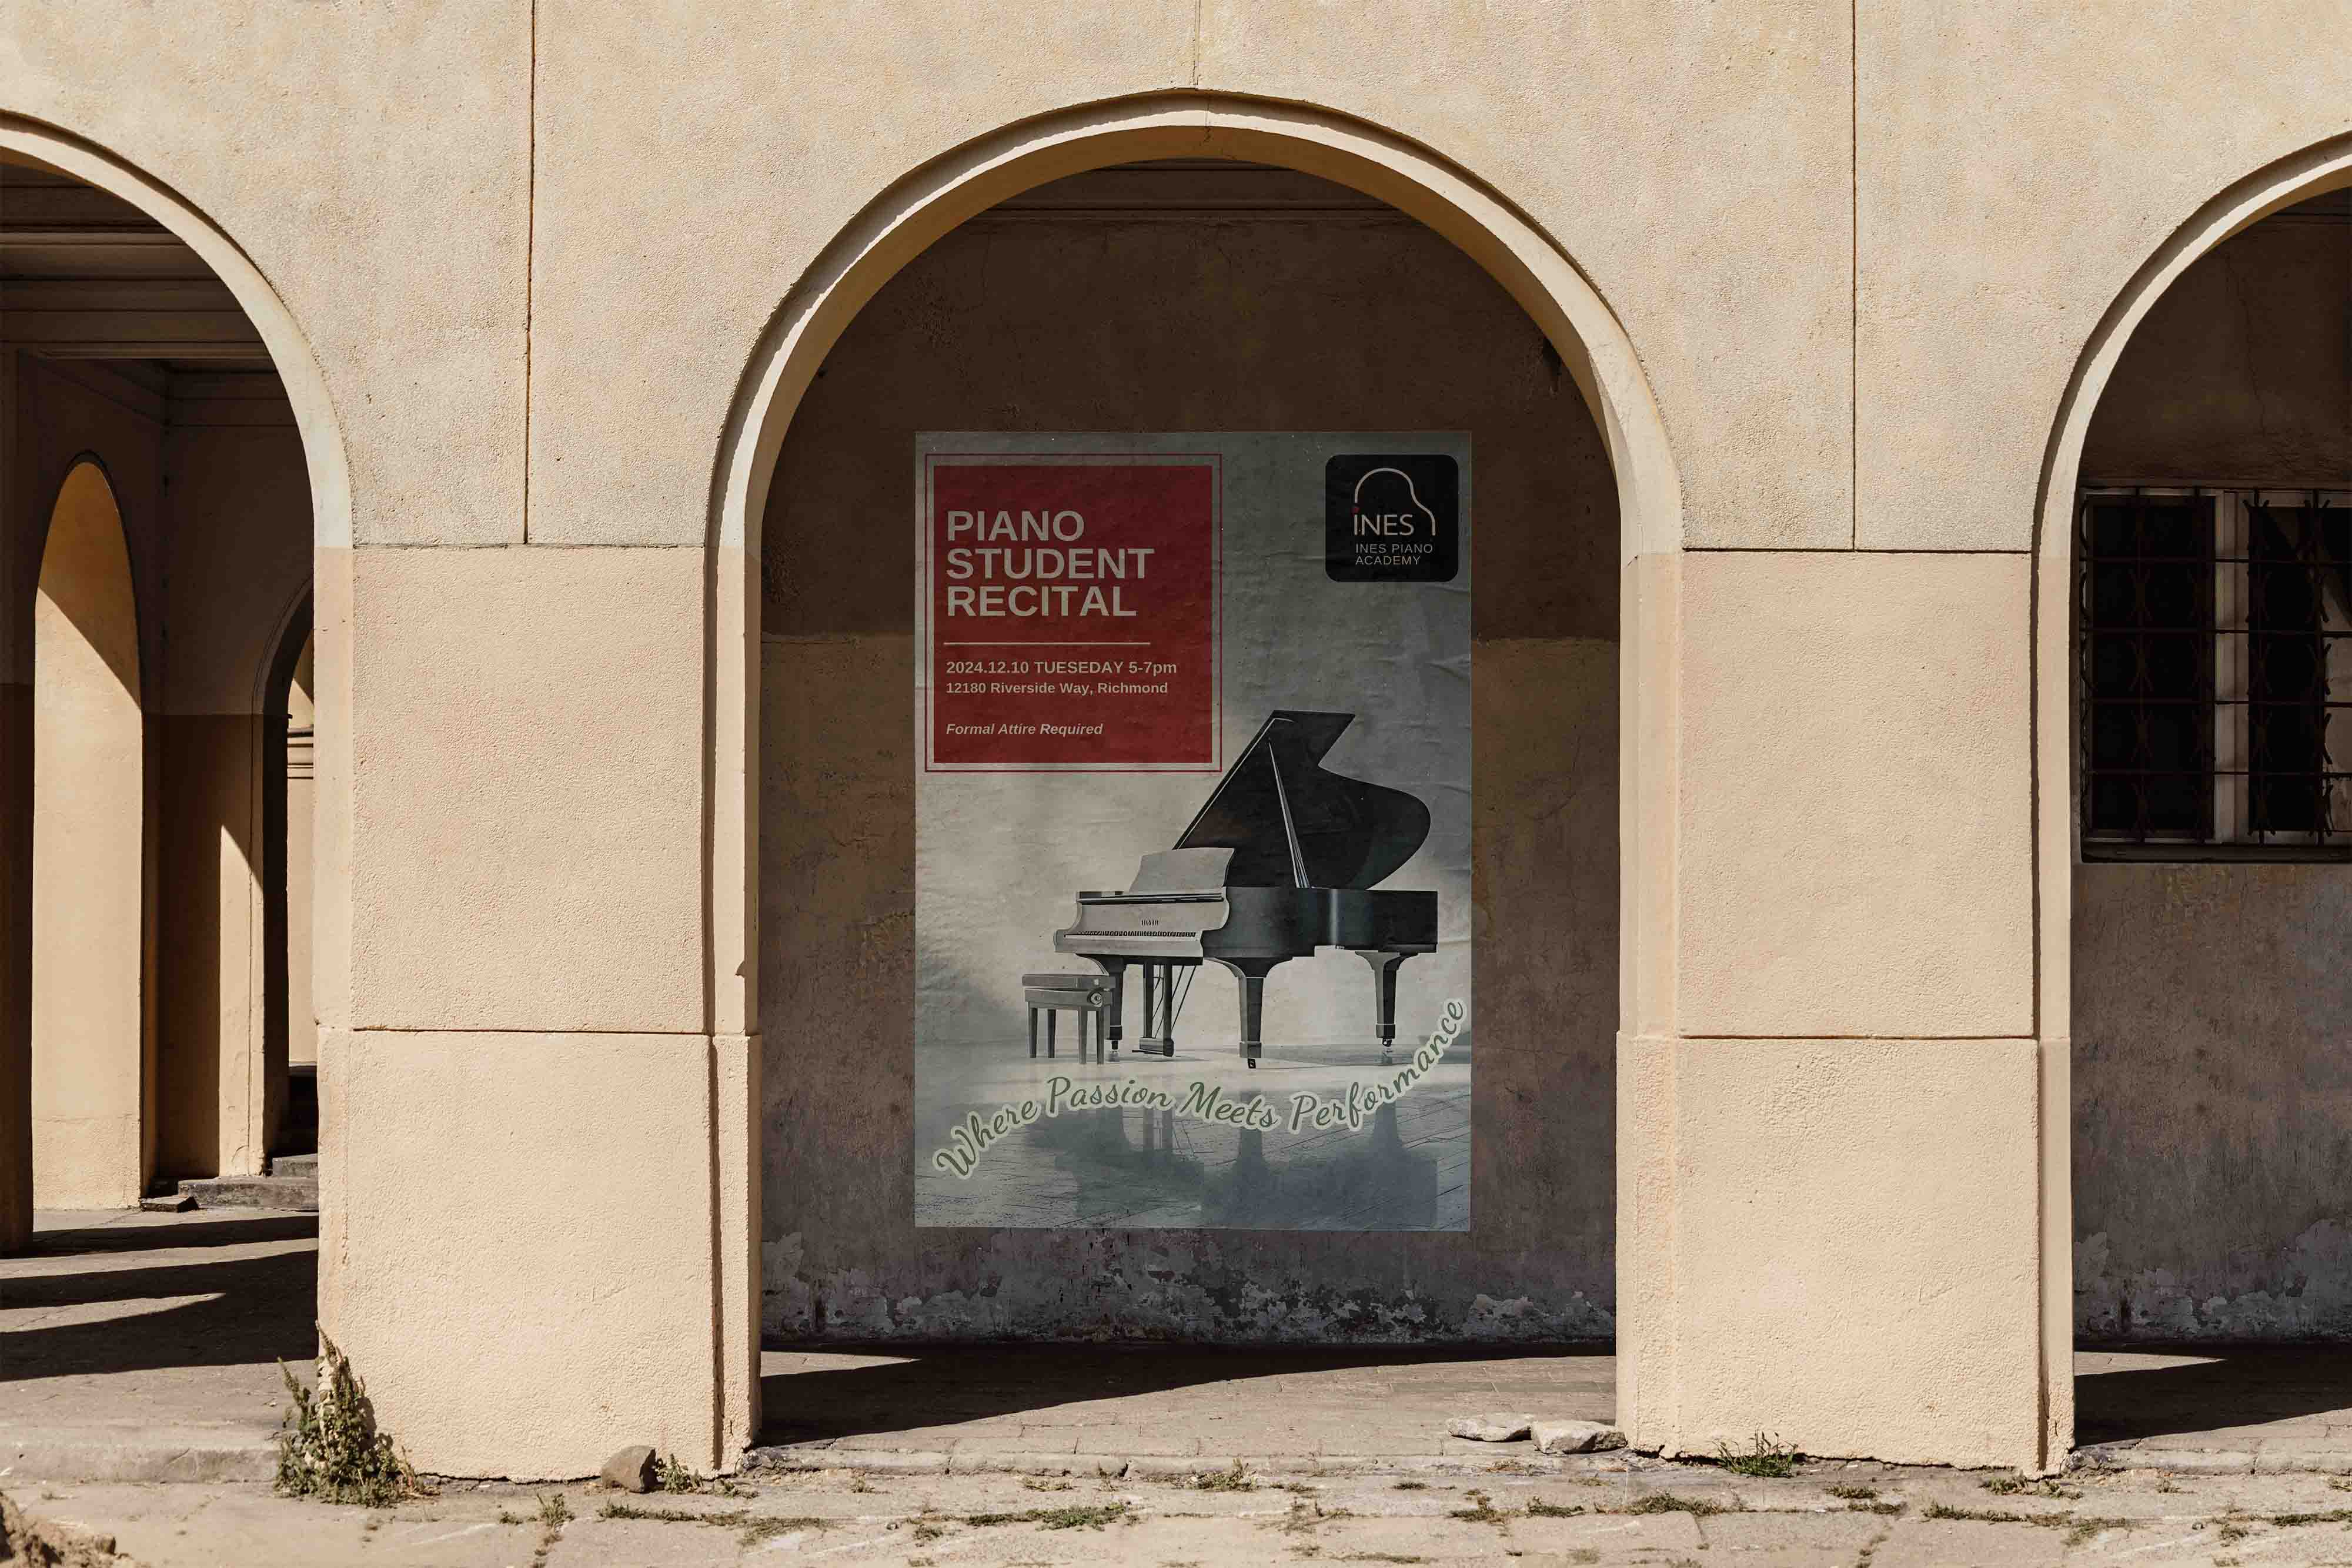 PIANO
STUDENT
RECITAL
2024.12.10 TUESEDAY 5-7pm
12180 Riverside Way, Richmond
Formal Attire Required
INES
INES PIANO
ACADEMY
Where Passion Meets Performance